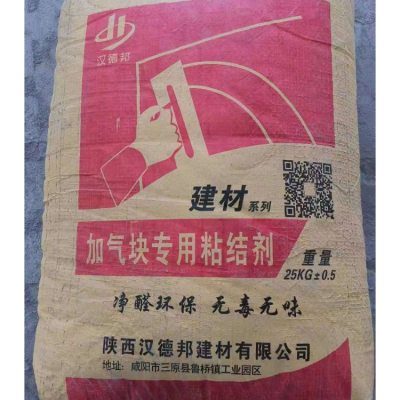 汉德邦
建材系列
加气块专用粘结剂
重量
25KG±0.5
净醛环保 无毒无味
陕西汉德邦建材有限公司
地址：咸阳市三原县鲁桥镇工业园区